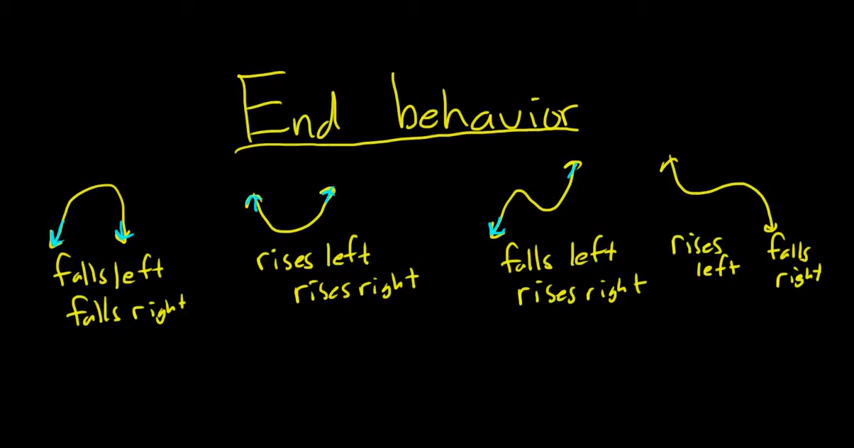 End behavior
falls left
falls right
rises left
rises right
falls left
rises right
rises
left
falls
right